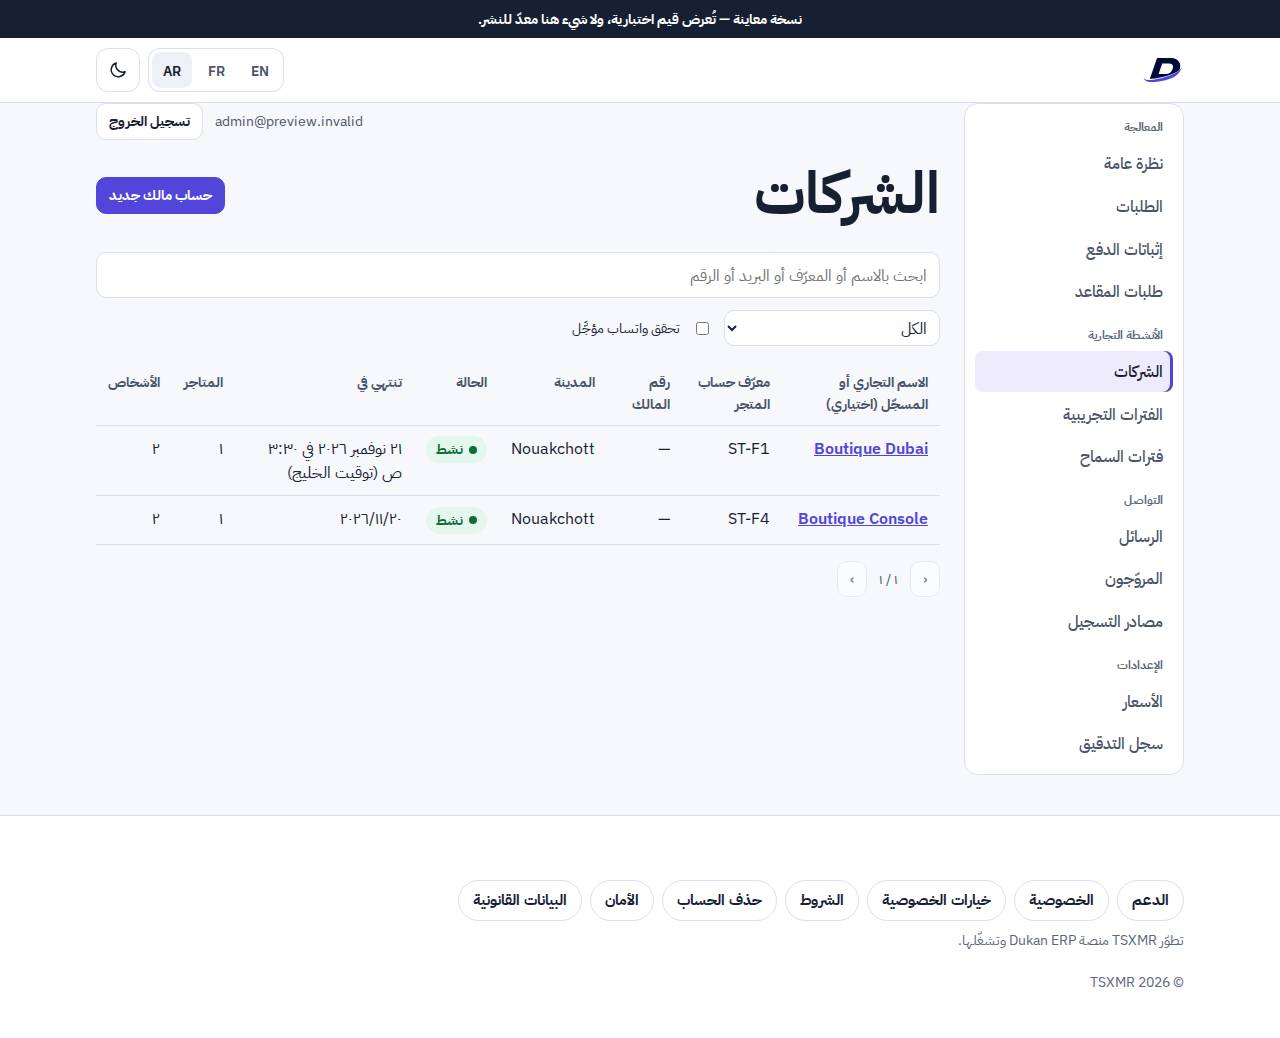 نسخة معاينة — تُعرض قيم اختبارية، ولا شيء هنا معدّ للنشر.
AR
FR
EN
المعالجة
نظرة عامة
الطلبات
إثباتات الدفع
طلبات المقاعد
الأنشطة التجارية
الشركات
الفترات التجريبية
فترات السماح
التواصل
الرسائل
المروّجون
مصادر التسجيل
الإعدادات
الأسعار
سجل التدقيق
admin@preview.invalid
تسجيل الخروج
الشركات
حساب مالك جديد
ابحث بالاسم أو المعرّف أو البريد أو الرقم
الكل
تحقق واتساب مؤجَّل
الاسم التجاري أو المسجّل (اختياري) معرّف حساب المتجر رقم المالك المدينة الحالة تنتهي في المتاجر الأشخاص
Boutique Dubai ST-F1 — Nouakchott نشط ٢١ نوفمبر ٢٠٢٦ في ٣:٣٠ ص (توقيت الخليج) ١ ٢
Boutique Console ST-F4 — Nouakchott نشط ٢٠٢٦/١١/٢٠ ١ ٢
‹ ١ / ١ ›
الدعم
الخصوصية
خيارات الخصوصية
الشروط
حذف الحساب
الأمان
البيانات القانونية
تطوّر TSXMR منصة Dukan ERP وتشغّلها.
© 2026 TSXMR